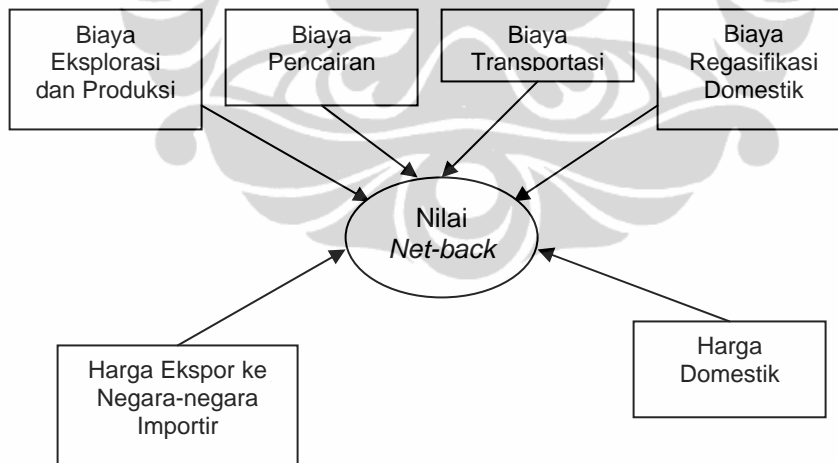 Biaya
Eksplorasi
dan Produksi
Biaya
Pencairan
Biaya
Transportasi
Biaya
Regasifikasi
Domestik
Nilai
Net-back
Harga Ekspor ke
Negara-negara
Importir
Harga
Domestik